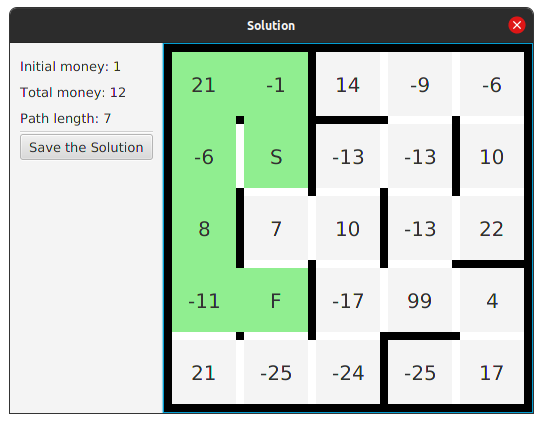 Solution
Initial money: 1
Total money: 12
Path length: 7
Save the Solution
21 -1 14 -9 -6
-6 S -13 -13 10
8 7 10 -13 22
-11 F -17 99 4
21 -25 -24 -25 17